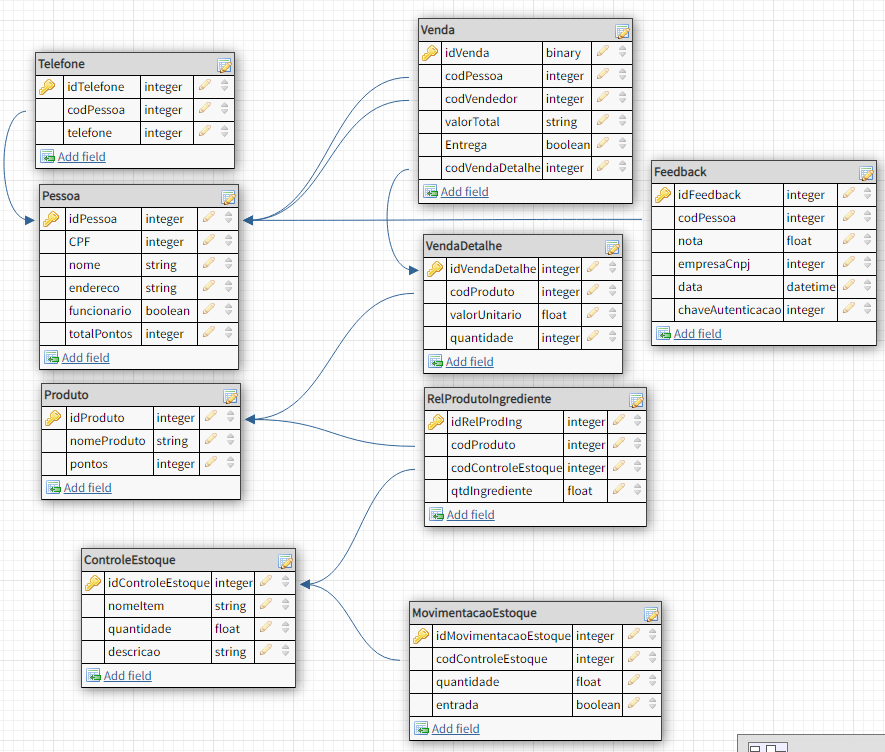 Venda
idVenda binary
codPessoa integer
codVendedor integer
valorTotal string
Entrega boolean
codVendaDetalhe integer
Add field
Telefone
idTelefone integer
codPessoa integer
telefone integer
Add field
Feedback
idFeedback integer
codPessoa integer
nota float
empresaCnpj integer
data datetime
chaveAutenticacao integer
Add field
Pessoa
idPessoa integer
CPF integer
nome string
endereco string
funcionario boolean
totalPontos integer
Add field
VendaDetalhe
idVendaDetalhe integer
codProduto integer
valorUnitario float
quantidade integer
Add field
Produto
idProduto integer
nomeProduto string
pontos integer
Add field
RelProdutoIngrediente
idRelProdIng integer
codProduto integer
codControleEstoque integer
qtdIngrediente float
Add field
ControleEstoque
idControleEstoque integer
nomeItem string
quantidade float
descricao string
Add field
MovimentacaoEstoque
idMovimentacaoEstoque integer
codControleEstoque integer
quantidade float
entrada boolean
Add field